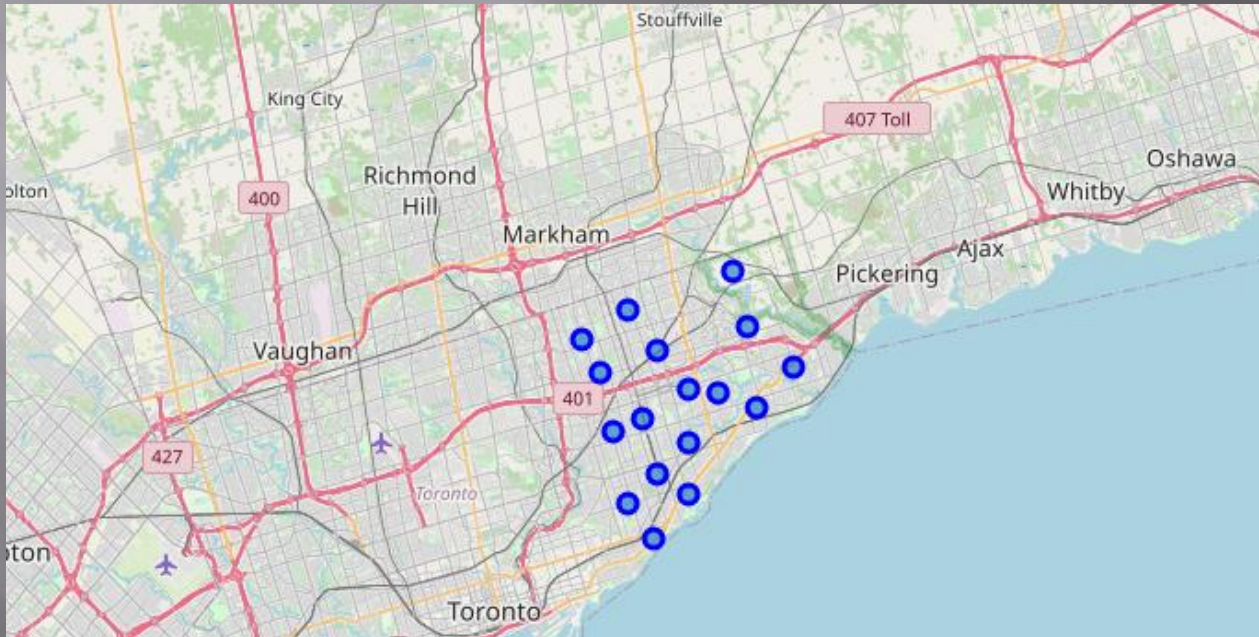 Stouffville
King City
407 Toll
Oshawa
Richmond
Hill
Whitby
olton
400
Markham
Ajax
Pickering
Vaughan
401
427
Toronto
pton
Toronto